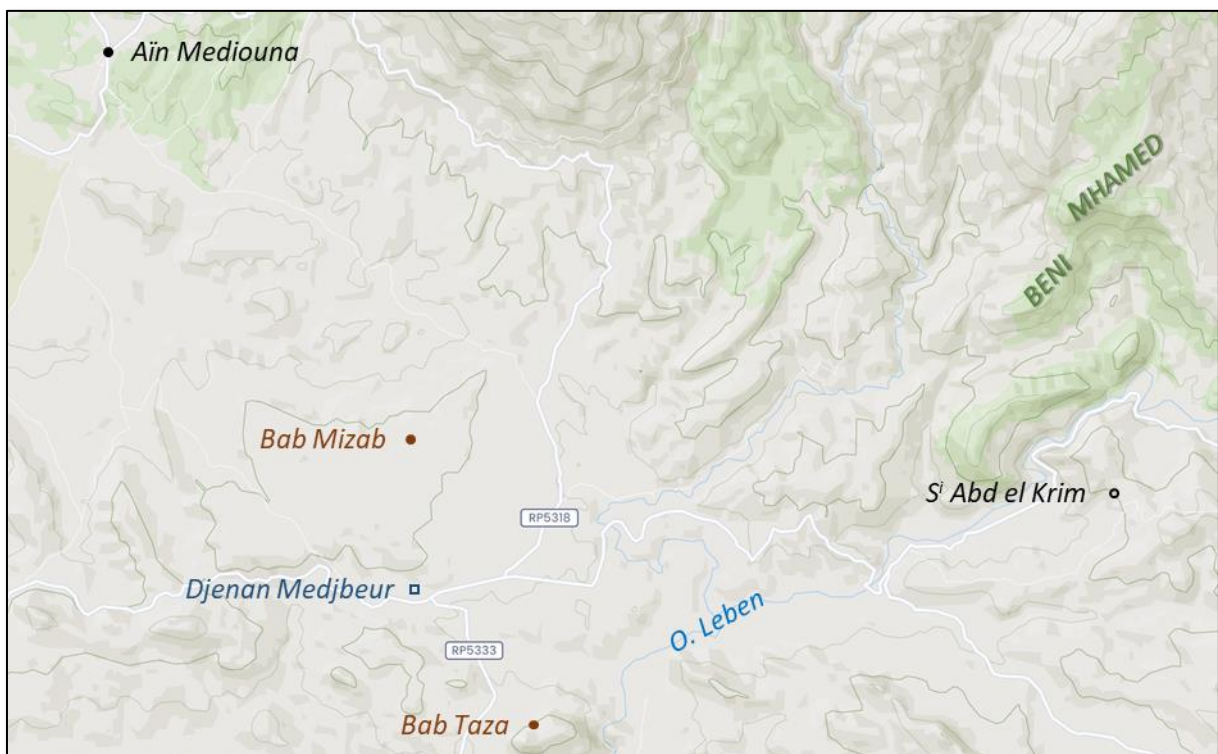 Aïn Mediouna
BENI MHAMED
Bab Mizab
Sⁱ Abd el Krim
RP5318
Djenan Medjbeur
O. Leben
RP5333
Bab Taza